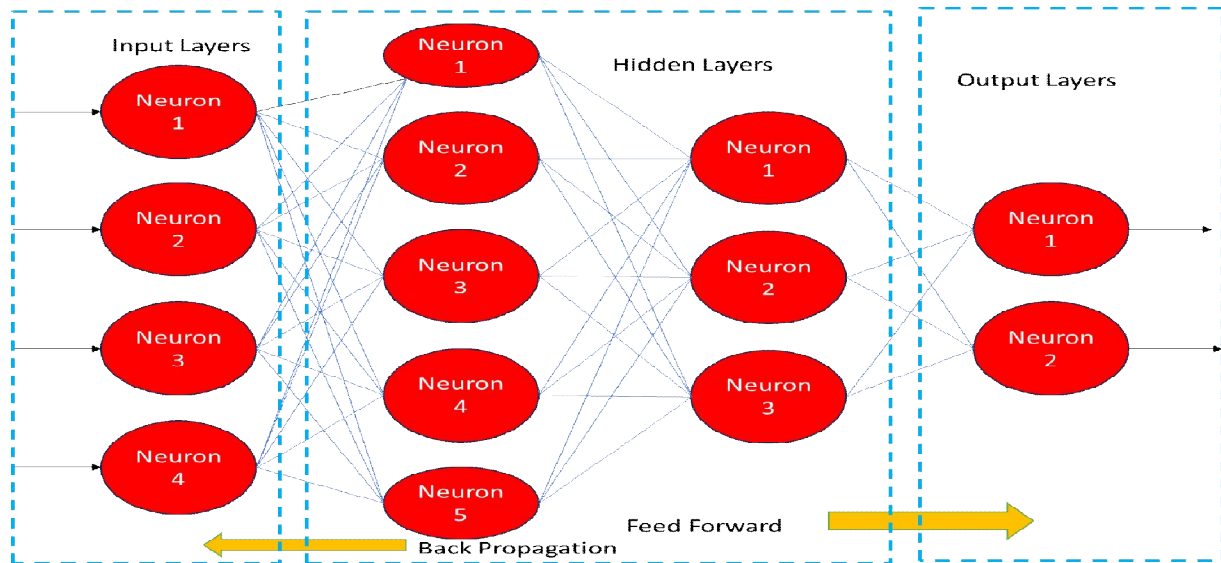 Input Layers
Neuron
1
Neuron
2
Neuron
3
Neuron
4
Neuron
1
Neuron
2
Neuron
3
Neuron
4
Neuron
5
Hidden Layers
Neuron
1
Neuron
2
Neuron
3
Output Layers
Neuron
1
Neuron
2
Feed Forward
Back Propagation